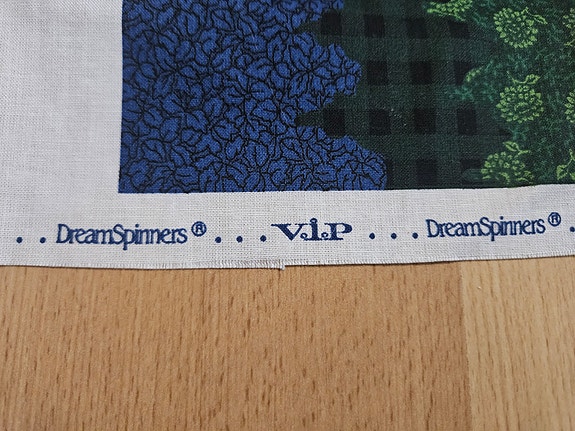 . . DreamSpinners ® . . . V.I.P . . . DreamSpinners ® .